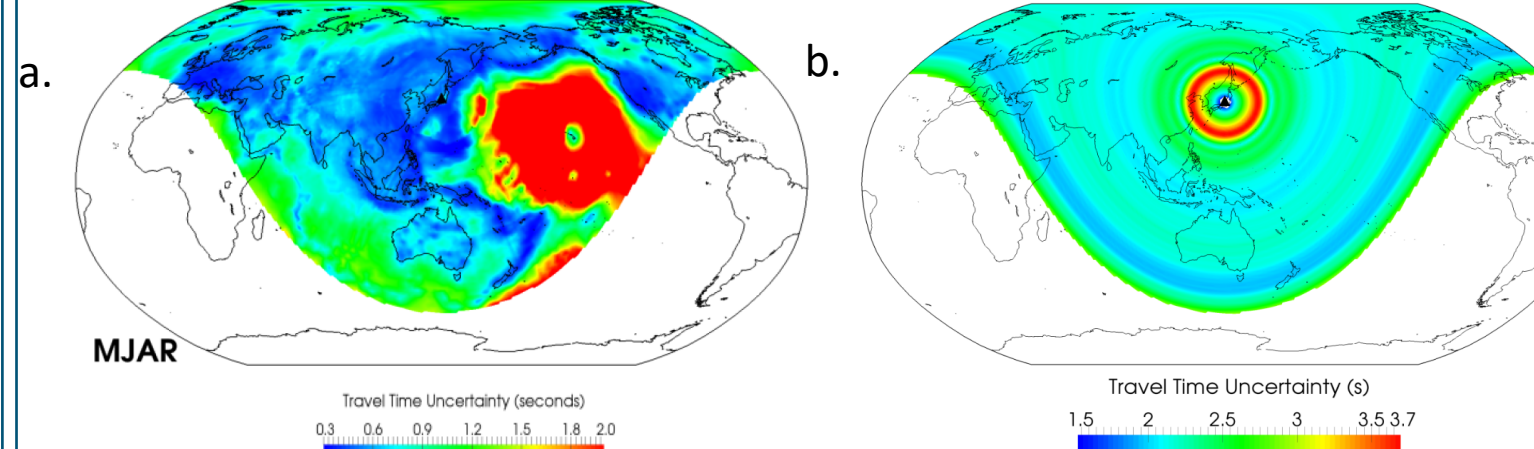 a.
MJAR
Travel Time Uncertainty (seconds)
0.3 0.6 0.9 1.2 1.5 1.8 2.0
b.
Travel Time Uncertainty (s)
1.5 2 2.5 3 3.5 3.7